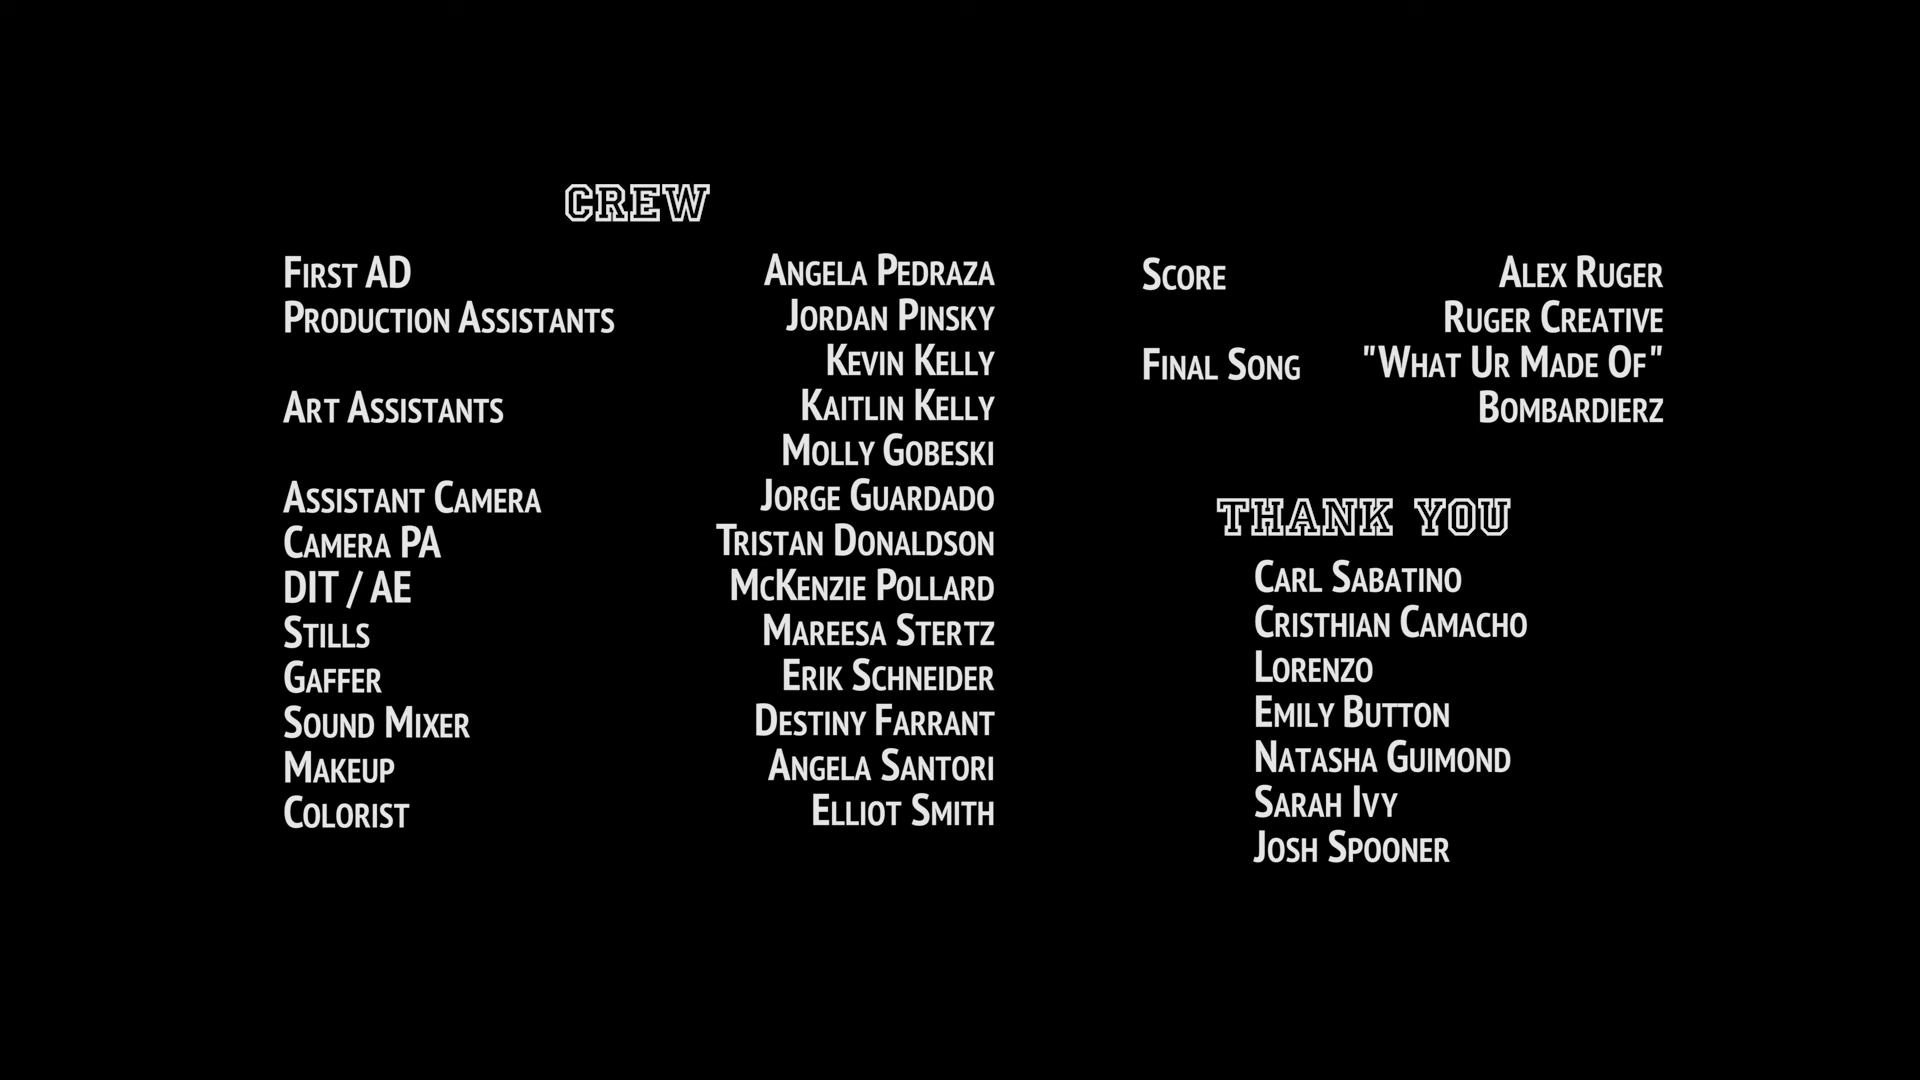 CREW
First AD Angela Pedraza
Production Assistants Jordan Pinsky
Kevin Kelly
Art Assistants Kaitlin Kelly
Molly Gobeski
Assistant Camera Jorge Guardado
Camera PA Tristan Donaldson
DIT / AE McKenzie Pollard
Stills Mareesa Stertz
Gaffer Erik Schneider
Sound Mixer Destiny Farrant
Makeup Angela Santori
Colorist Elliot Smith
Score Alex Ruger
Ruger Creative
Final Song "What Ur Made Of"
Bombardierz
THANK YOU
Carl Sabatino
Cristhian Camacho
Lorenzo
Emily Button
Natasha Guimond
Sarah Ivy
Josh Spooner